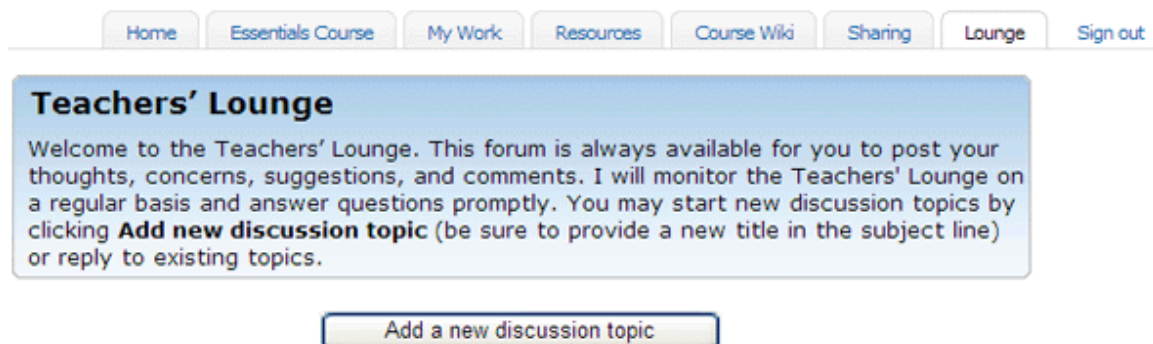 Home Essentials Course My Work Resources Course Wiki Sharing Lounge Sign out
Teachers’ Lounge
Welcome to the Teachers’ Lounge. This forum is always available for you to post your
thoughts, concerns, suggestions, and comments. I will monitor the Teachers' Lounge on
a regular basis and answer questions promptly. You may start new discussion topics by
clicking Add new discussion topic (be sure to provide a new title in the subject line)
or reply to existing topics.
Add a new discussion topic